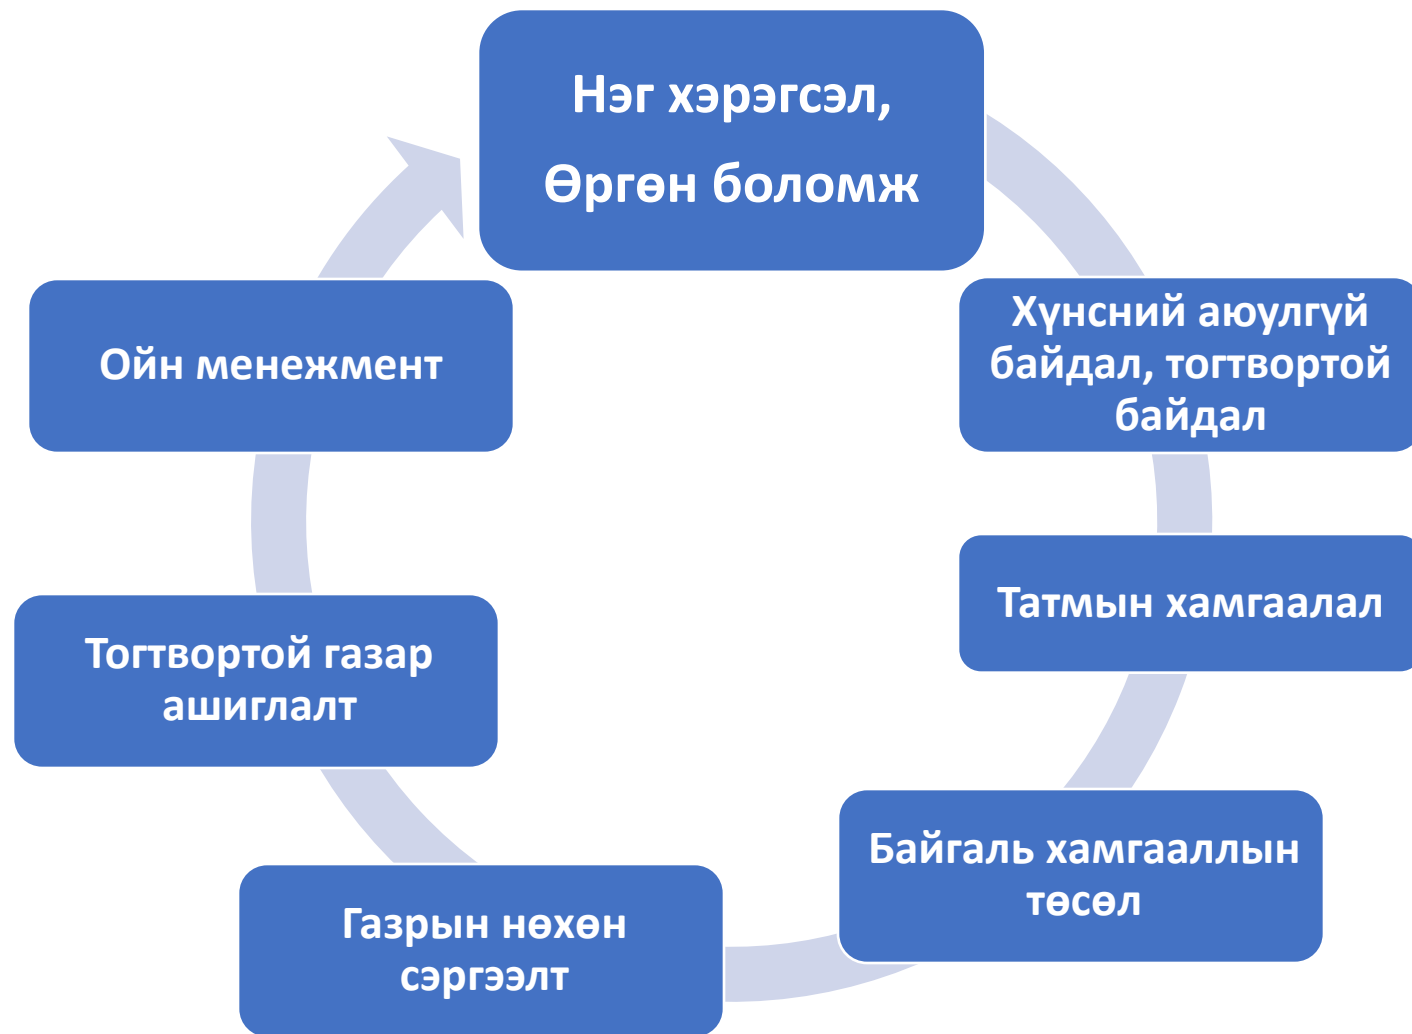 Нэг хэрэгсэл,
Өргөн боломж
Хүнсний аюулгүй
байдал, тогтвортой
байдал
Татмын хамгаалал
Байгаль хамгааллын
төсөл
Газрын нөхөн
сэргээлт
Тогтвортой газар
ашиглалт
Ойн менежмент